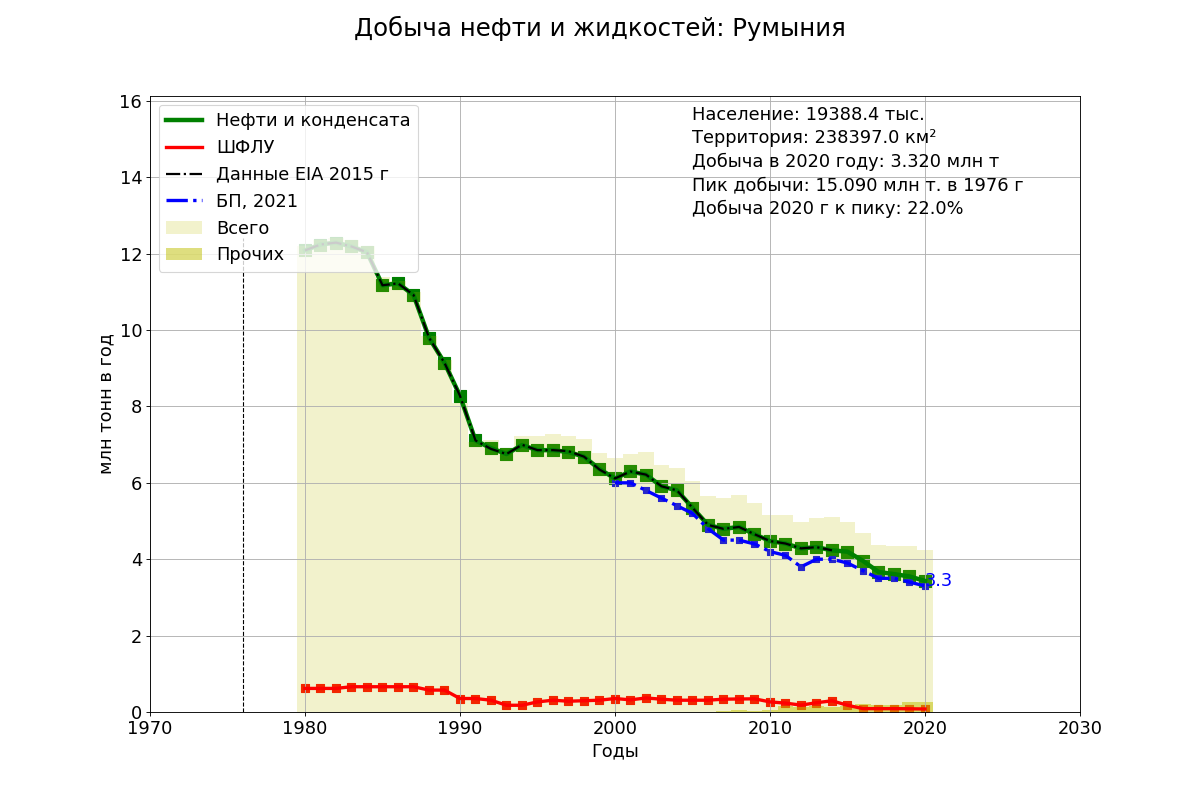 Добыча нефти и жидкостей: Румыния
Нефти и конденсата
ШФЛУ
Данные EIA 2015 г
БП, 2021
Всего
Прочих
Население: 19388.4 тыс.
Территория: 238397.0 км²
Добыча в 2020 году: 3.320 млн т
Пик добычи: 15.090 млн т. в 1976 г
Добыча 2020 г к пику: 22.0%
млн тонн в год
16
14
12
10
8
6
4
2
0
3.3
1970
1980
1990
2000
2010
2020
2030
Годы